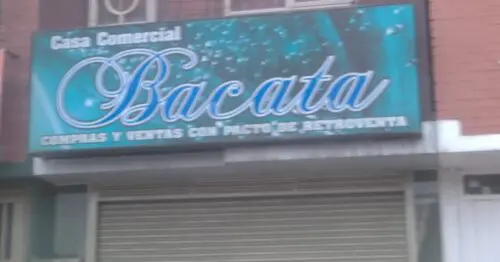 Casa Comercial
Bacata
COMPRAS Y VENTAS CON PACTO DE RETROVENTA